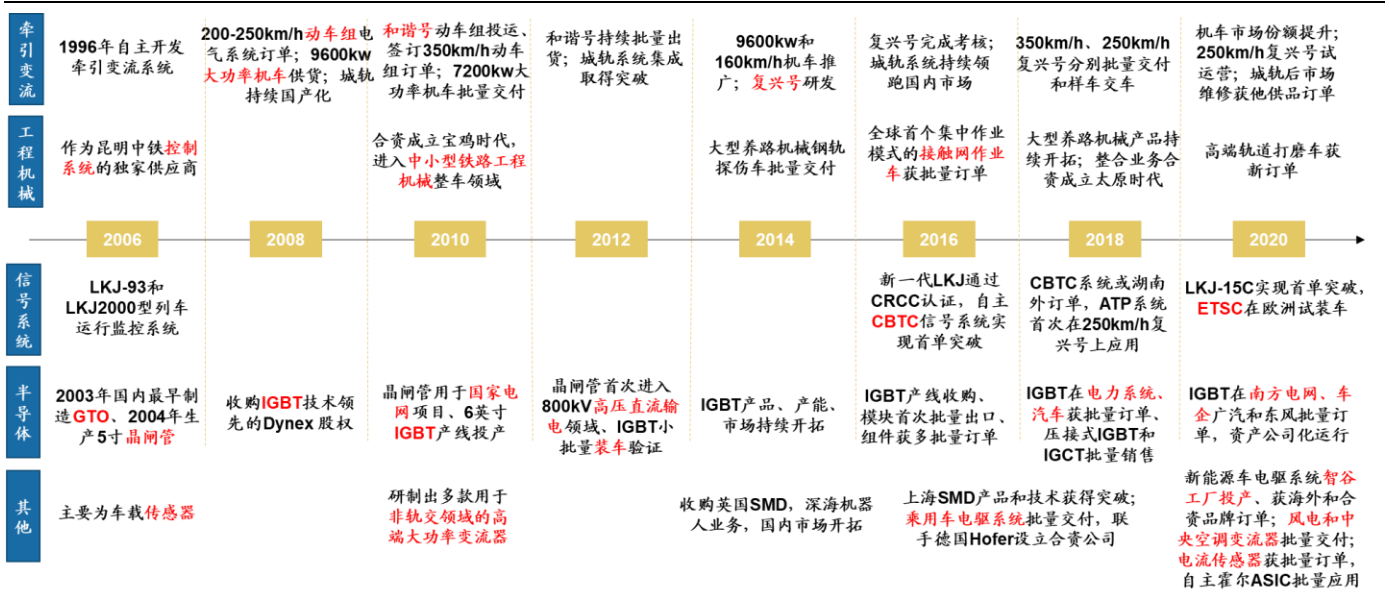 牵引变流
1996年自主开发
牵引变流系统
200-250km/h动车组电
气系统订单；9600kw
大功率机车供货；城轨
持续国产化
和谐号动车组投运、
签订350km/h动车
组订单；7200kw大
功率机车批量交付
和谐号持续批量出
货；城轨系统集成
取得突破
9600kw和
160km/h机车推
广；复兴号研发
复兴号完成考核；
城轨系统持续领
跑国内市场
350km/h、250km/h
复兴号分别批量交付
和样车交车
机车市场份额提升；
250km/h复兴号试
运营；城轨后市场
维修获他供品订单
工程机械
作为昆明中铁控制
系统的独家供应商
合资成立宝鸡时代，
进入中小型铁路工程
机械整车领域
大型养路机械钢轨
探伤车批量交付
全球首个集中作业
模式的接触网作业
车获批量订单
大型养路机械产品持
续开拓；整合业务合
资成立太原时代
高端轨道打磨车获
新订单
2006
2008
2010
2012
2014
2016
2018
2020
信号系统
LKJ-93和
LKJ2000型列车
运行监控系统
新一代LKJ通过
CRCC认证，自主
CBTC信号系统实
现首单突破
CBTC系统或湖南
外订单，ATP系统
首次在250km/h复
兴号上应用
LKJ-15C实现首单突破，
ETSC在欧洲试装车
半导体
2003年国内最早制
造GTO、2004年生
产5寸晶闸管
收购IGBT技术领
先的Dynex 股权
晶闸管用于国家电
网项目、6英寸
IGBT产线投产
晶闸管首次进入
800kV高压直流输
电领域、IGBT小
批量装车验证
IGBT产品、产能、
市场持续开拓
IGBT产线收购、
模块首次批量出口、
组件获多批量订单
IGBT在电力系统、
汽车获批量订单、
压接式IGBT和
IGCT批量销售
IGBT在南方电网、车
企广汽和东风批量订
单，资产公司化运行
其他
主要为车载传感器
研制出多款用于
非轨交领域的高
端大功率变流器
收购英国SMD，深海机器
人业务，国内市场开拓
上海SMD产品和技术获得突破；
乘用车电驱系统批量交付，联
手德国Hofer设立合资公司
新能源车电驱系统智谷
工厂投产、获海外和合
资品牌订单；风电和中
央空调变流器批量交付；
电流传感器获批量订单，
自主霍尔ASIC批量应用